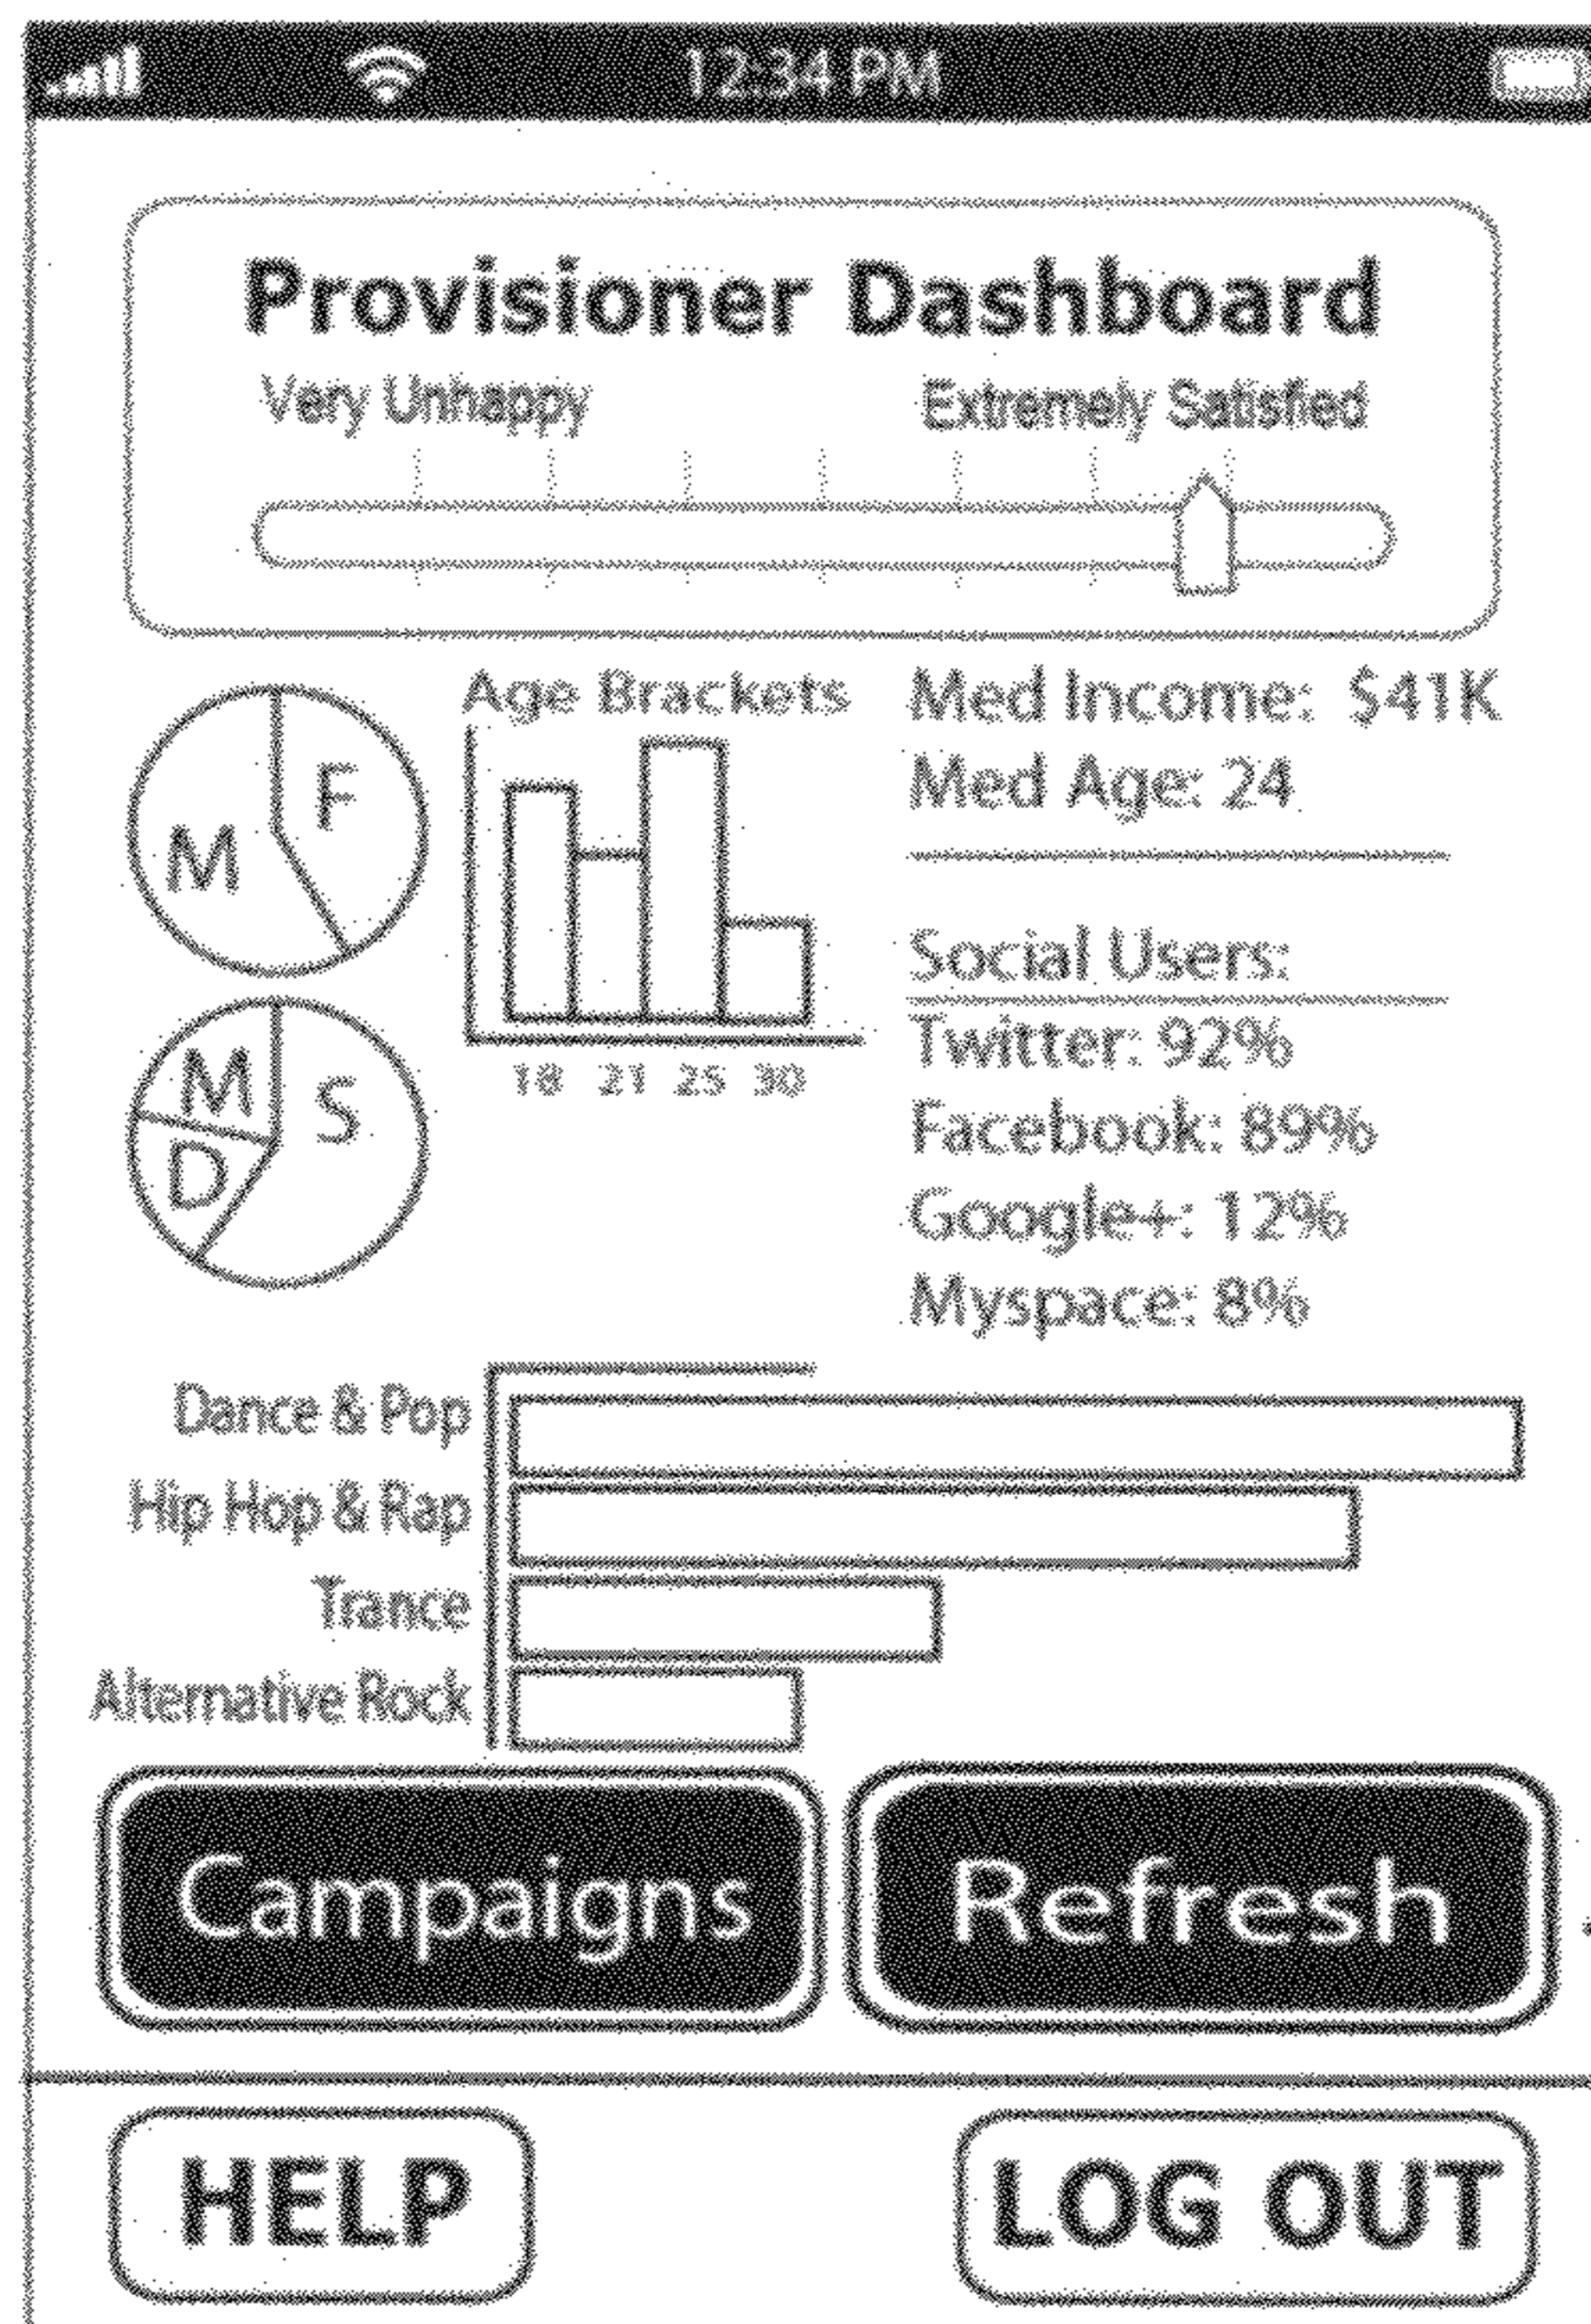 12:34 PM
Provisioner Dashboard
Very Unhappy Extremely Satisfied
M F
M S
D
Age Brackets
18 21 25 30
Med Income: $41K
Med Age: 24
Social Users:
Twitter: 92%
Facebook: 89%
Google+: 12%
Myspace: 8%
Dance & Pop
Hip Hop & Rap
Trance
Alternative Rock
Campaigns Refresh
HELP LOG OUT